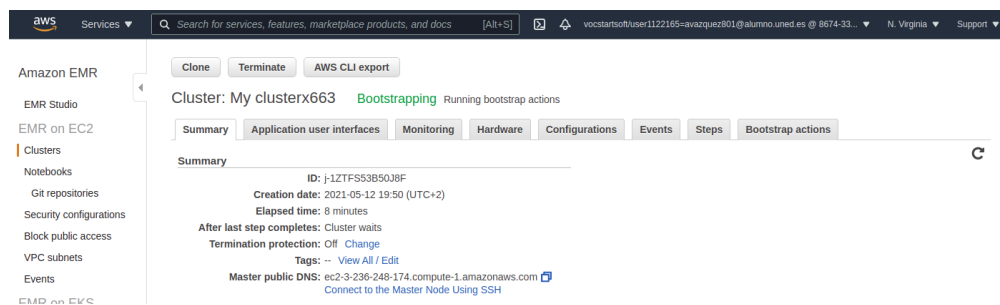 aws Services ▼ Search for services, features, marketplace products, and docs [Alt+S] vocstartsoft/user1122165=avazquez801@alumno.uned.es @ 8674-33... ▼ N. Virginia ▼ Support ▼
Amazon EMR
EMR Studio
EMR on EC2
Clusters
Notebooks
Git repositories
Security configurations
Block public access
VPC subnets
Events
EMR on EKS
Clone Terminate AWS CLI export
Cluster: My clusterx663 Bootstrapping Running bootstrap actions
Summary Application user interfaces Monitoring Hardware Configurations Events Steps Bootstrap actions
Summary
ID: j-1ZTFS53B50J8F
Creation date: 2021-05-12 19:50 (UTC+2)
Elapsed time: 8 minutes
After last step completes: Cluster waits
Termination protection: Off Change
Tags: -- View All / Edit
Master public DNS: ec2-3-236-248-174.compute-1.amazonaws.com
Connect to the Master Node Using SSH